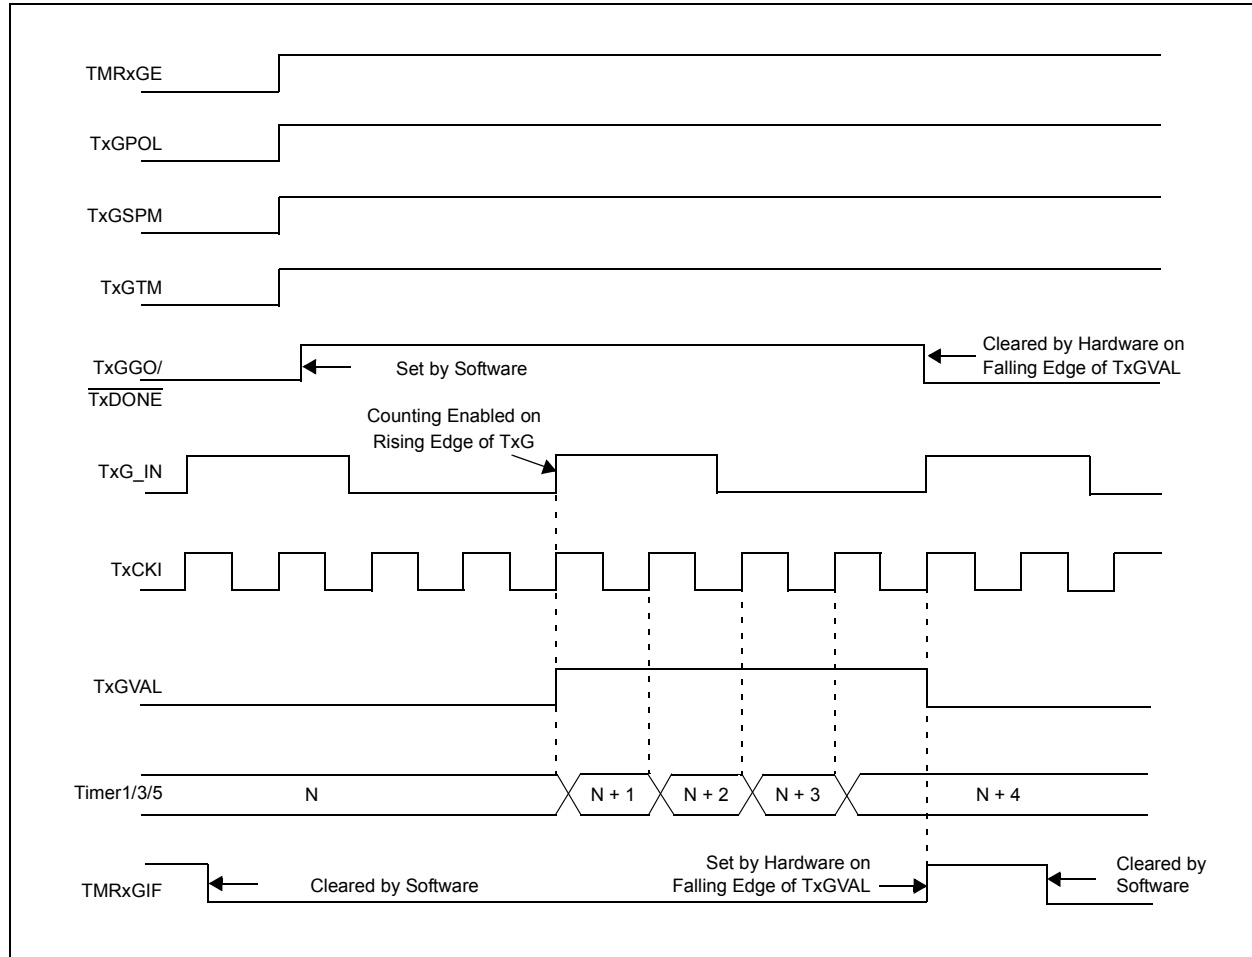 TMRxGE
TxGPOL
TxGSPM
TxGTM
TxGGO/
TxDONE
Set by Software
Cleared by Hardware on
Falling Edge of TxGVAL
Counting Enabled on
Rising Edge of TxG
TxG_IN
TxCKI
TxGVAL
Timer1/3/5
N
N + 1
N + 2
N + 3
N + 4
TMRxGIF
Cleared by Software
Set by Hardware on
Falling Edge of TxGVAL
Cleared by
Software